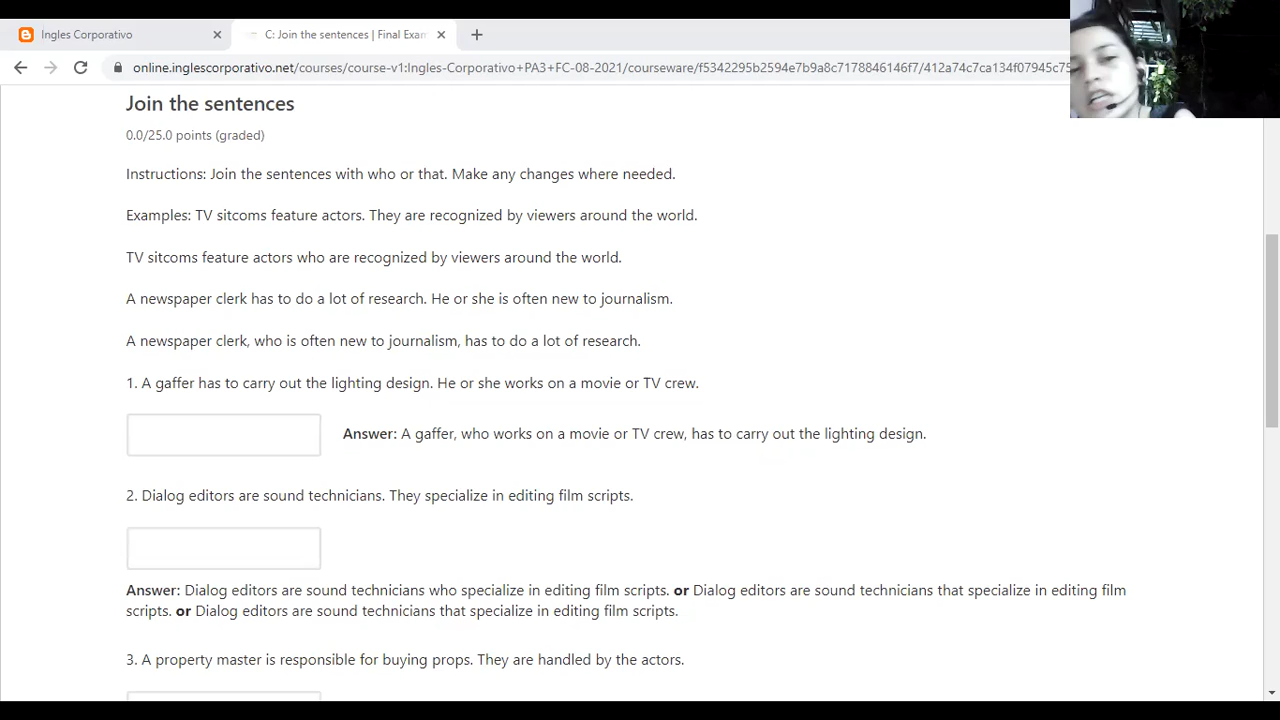 Ingles Corporativo
C: Join the sentences | Final Exam
online.inglescorporativo.net/courses/course-v1:Ingles-Corporativo+PA3+FC-08-2021/courseware/f5342295b2594e7b9a8c7178846146f7/412a74c7ca134f07945c75
Join the sentences
0.0/25.0 points (graded)
Instructions: Join the sentences with who or that. Make any changes where needed.
Examples: TV sitcoms feature actors. They are recognized by viewers around the world.
TV sitcoms feature actors who are recognized by viewers around the world.
A newspaper clerk has to do a lot of research. He or she is often new to journalism.
A newspaper clerk, who is often new to journalism, has to do a lot of research.
1. A gaffer has to carry out the lighting design. He or she works on a movie or TV crew.
Answer: A gaffer, who works on a movie or TV crew, has to carry out the lighting design.
2. Dialog editors are sound technicians. They specialize in editing film scripts.
Answer: Dialog editors are sound technicians who specialize in editing film scripts. or Dialog editors are sound technicians that specialize in editing film
scripts. or Dialog editors are sound technicians that specialize in editing film scripts.
3. A property master is responsible for buying props. They are handled by the actors.